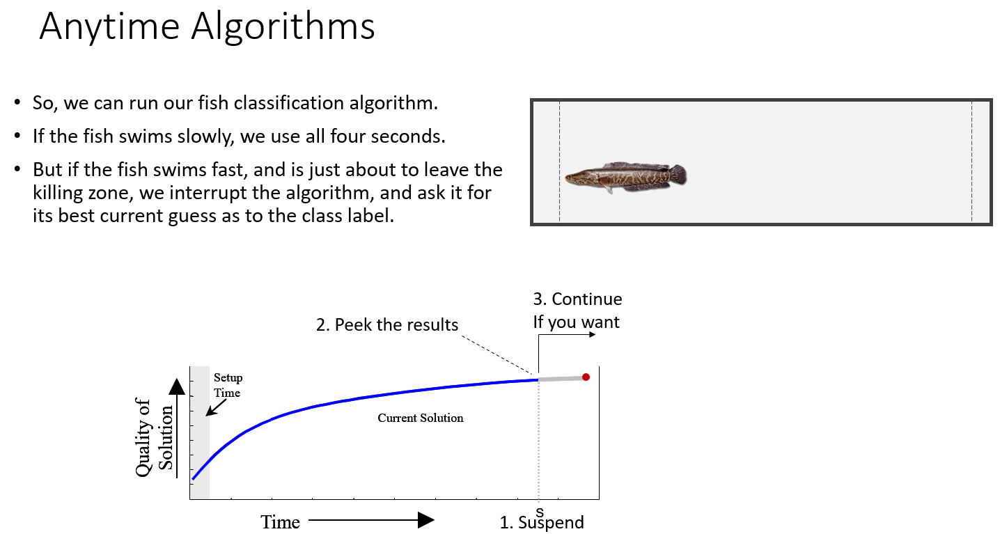 Anytime Algorithms
• So, we can run our fish classification algorithm.
• If the fish swims slowly, we use all four seconds.
• But if the fish swims fast, and is just about to leave the
killing zone, we interrupt the algorithm, and ask it for
its best current guess as to the class label.
3. Continue
If you want
2. Peek the results
Setup
Time
Quality of
Solution
Current Solution
S
Time
1. Suspend